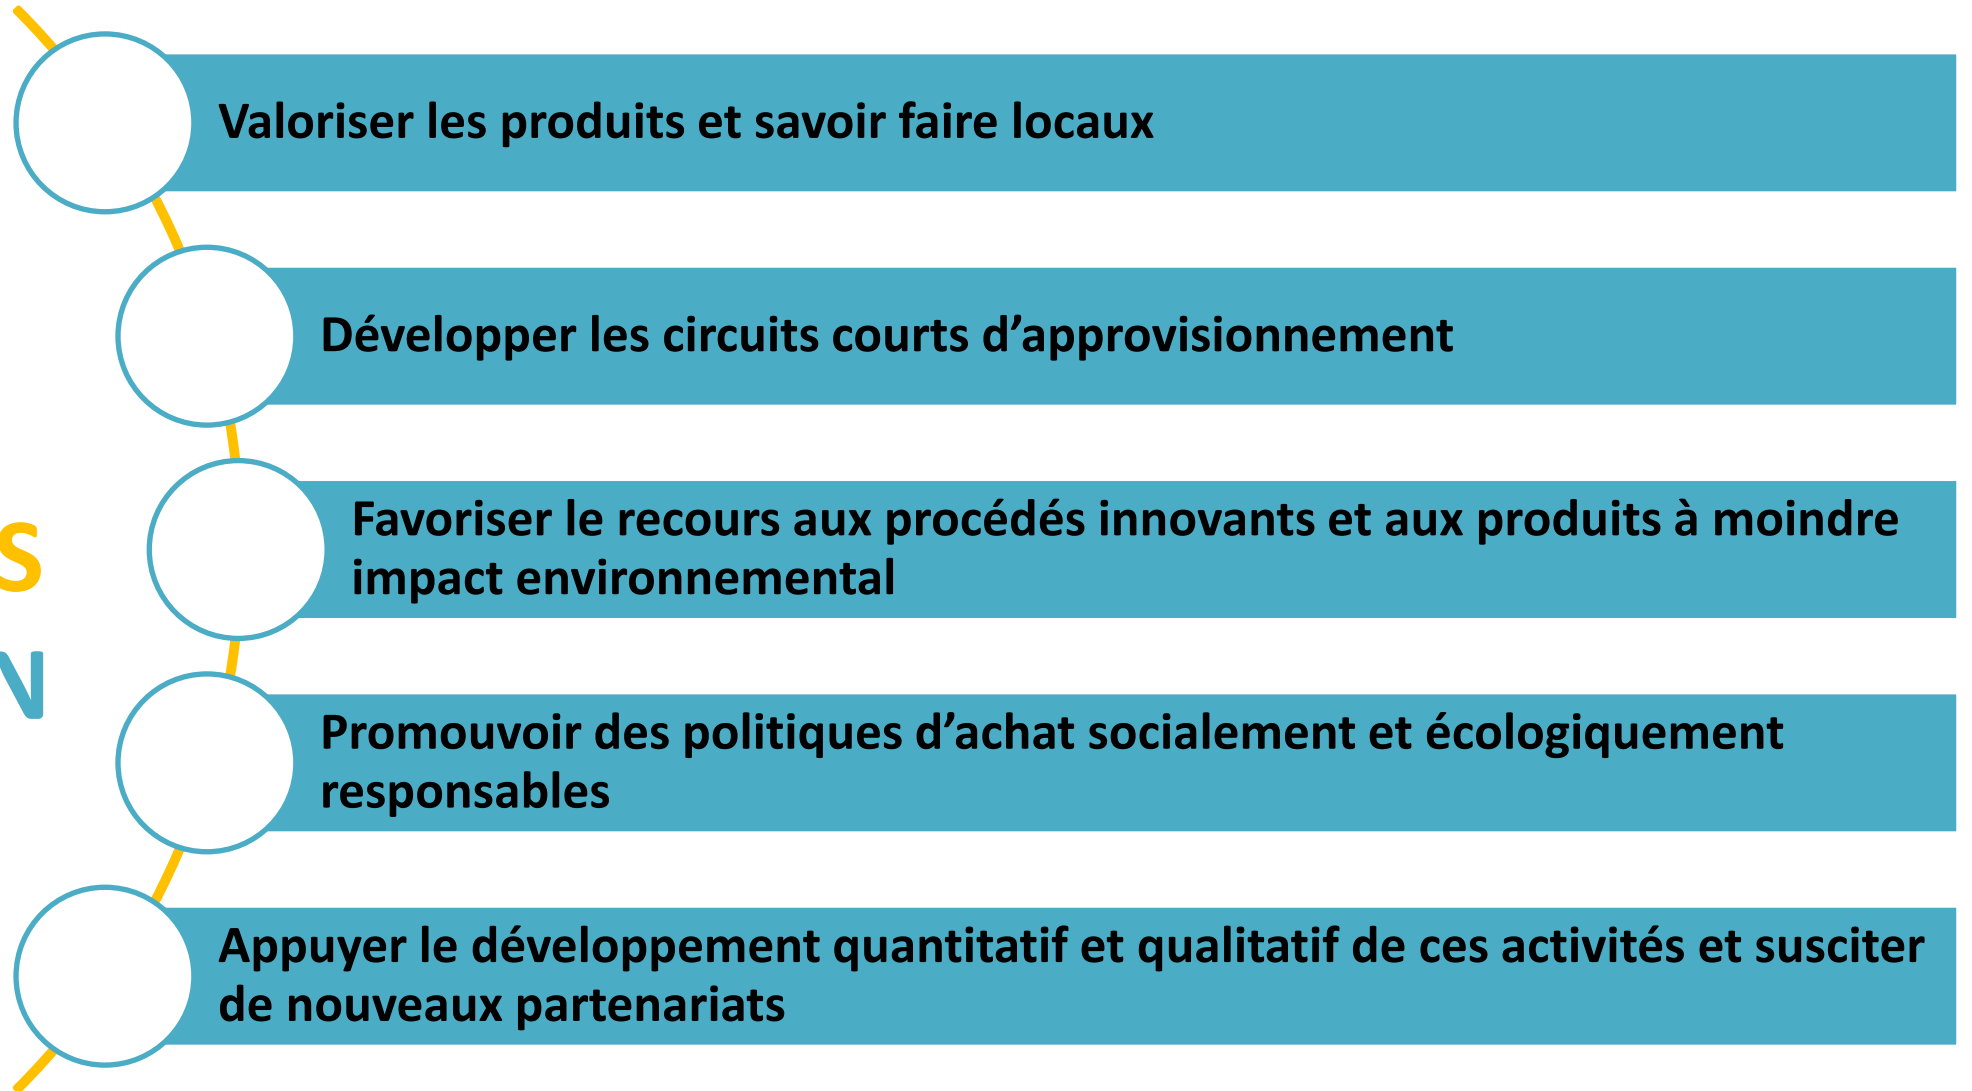 Valoriser les produits et savoir faire locaux
Développer les circuits courts d’approvisionnement
Favoriser le recours aux procédés innovants et aux produits à moindre
impact environnemental
S
N
Promouvoir des politiques d’achat socialement et écologiquement
responsables
Appuyer le développement quantitatif et qualitatif de ces activités et susciter
de nouveaux partenariats